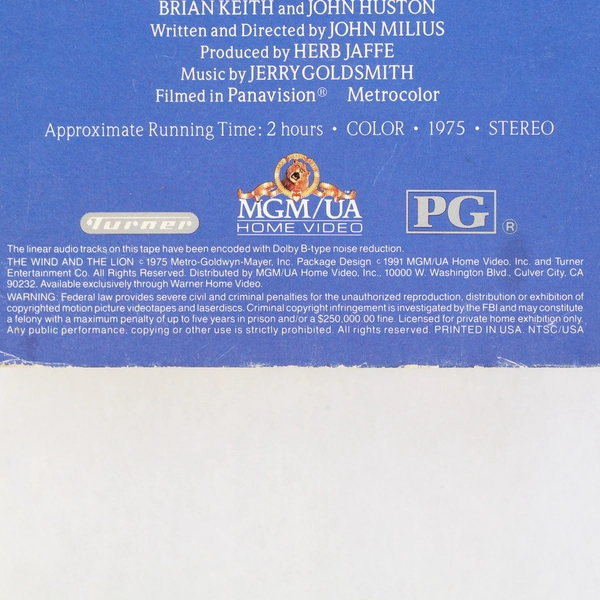 BRIAN KEITH and JOHN HUSTON
Written and Directed by JOHN MILIUS
Produced by HERB JAFFE
Music by JERRY GOLDSMITH
Filmed in Panavision® Metrocolor
Approximate Running Time: 2 hours • COLOR • 1975 • STEREO
Turner
MGM/UA
HOME VIDEO
PG ®
The linear audio tracks on this tape have been encoded with Dolby B-type noise reduction.
THE WIND AND THE LION © 1975 Metro-Goldwyn-Mayer, Inc. Package Design © 1991 MGM/UA Home Video, Inc. and Turner
Entertainment Co. All Rights Reserved. Distributed by MGM/UA Home Video, Inc., 10000 W. Washington Blvd., Culver City, CA
90232. Available exclusively through Warner Home Video.
WARNING: Federal law provides severe civil and criminal penalties for the unauthorized reproduction, distribution or exhibition of
copyrighted motion picture videotapes and laserdiscs. Criminal copyright infringement is investigated by the FBI and may constitute
a felony with a maximum penalty of up to five years in prison and/or a $250,000.00 fine. Licensed for private home exhibition only.
Any public performance, copying or other use is strictly prohibited. All rights reserved. PRINTED IN USA. NTSC/USA